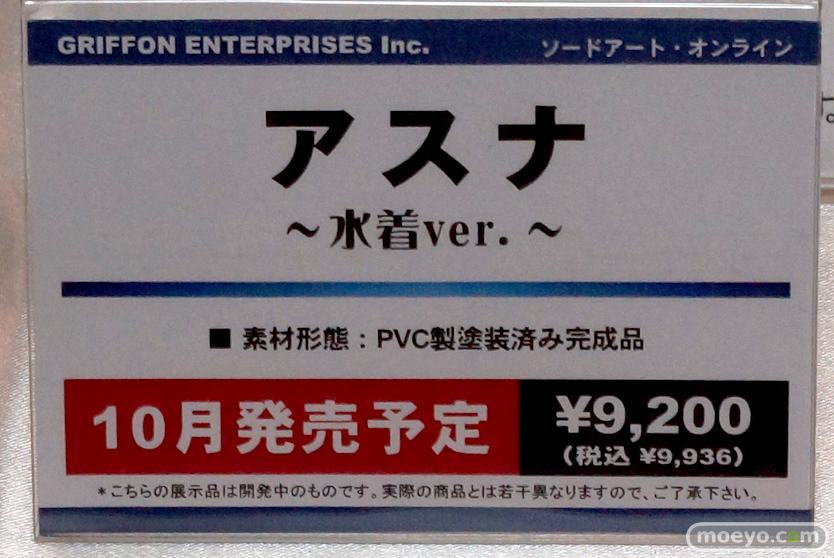 GRIFFON ENTERPRISES Inc. ソードアート・オンライン
アスナ
～水着ver.～
■ 素材形態：PVC製塗装済み完成品
10月発売予定
¥9,200
(税込 ¥9,936)
＊こちらの展示品は開発中のものです。実際の商品とは若干異なりますので、ご了承下さい。
moeyo.com